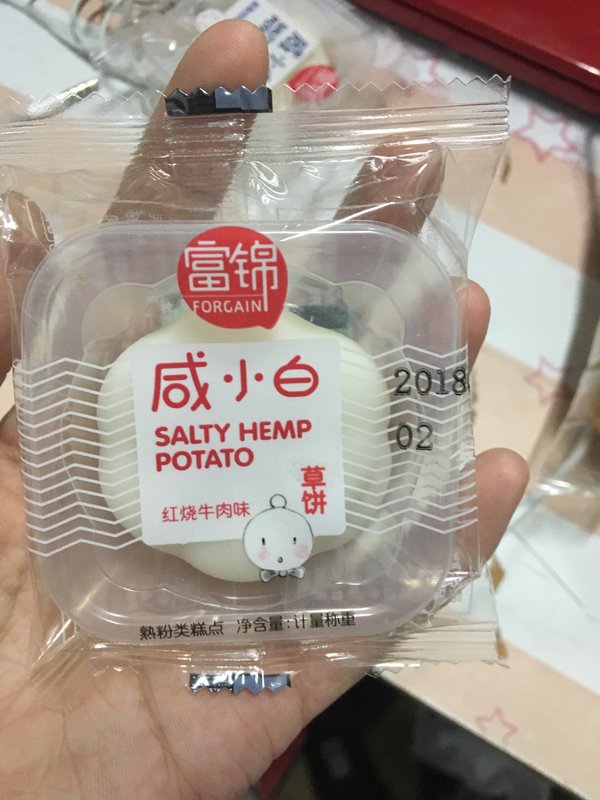 富锦
FORGAIN
咸小白
SALTY HEMP
POTATO
草饼
红烧牛肉味
2018
02
熟粉类糕点 净含量:计量称重